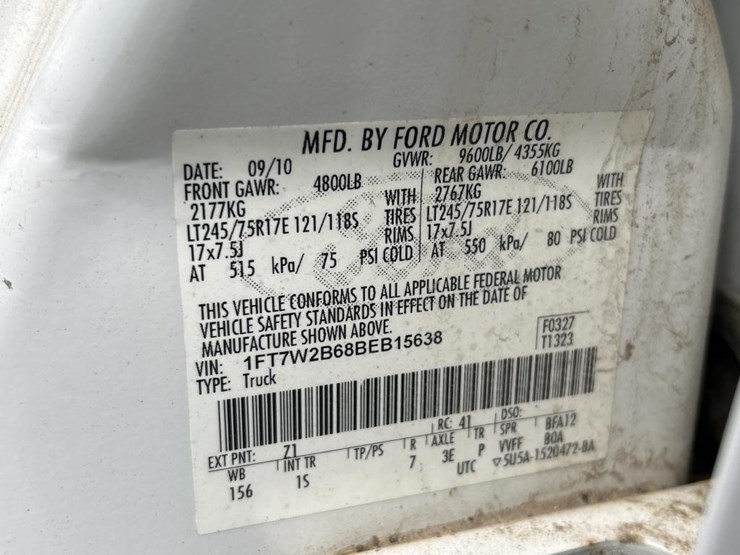 MFD. BY FORD MOTOR CO.
DATE: 09/10 GVWR: 9600LB/ 4355KG
FRONT GAWR: 4800LB REAR GAWR: 6100LB
2177KG WITH 2767KG WITH
LT245/75R17E 121/118S TIRES LT245/75R17E 121/118S TIRES
17x7.5J RIMS 17x7.5J RIMS
AT 515 kPa/ 75 PSI COLD AT 550 kPa/ 80 PSI COLD
THIS VEHICLE CONFORMS TO ALL APPLICABLE FEDERAL MOTOR
VEHICLE SAFETY STANDARDS IN EFFECT ON THE DATE OF
MANUFACTURE SHOWN ABOVE.
VIN: 1FT7W2B68BEB15638 F0327
TYPE: Truck T1323
EXT PNT: Z1 RC: 41 DSO:
WB INT TR TP/PS R AXLE TR SPR BFA12
156 1S 7 3E P VVFF BOA
UTC ▽5U5A-1520472-BA